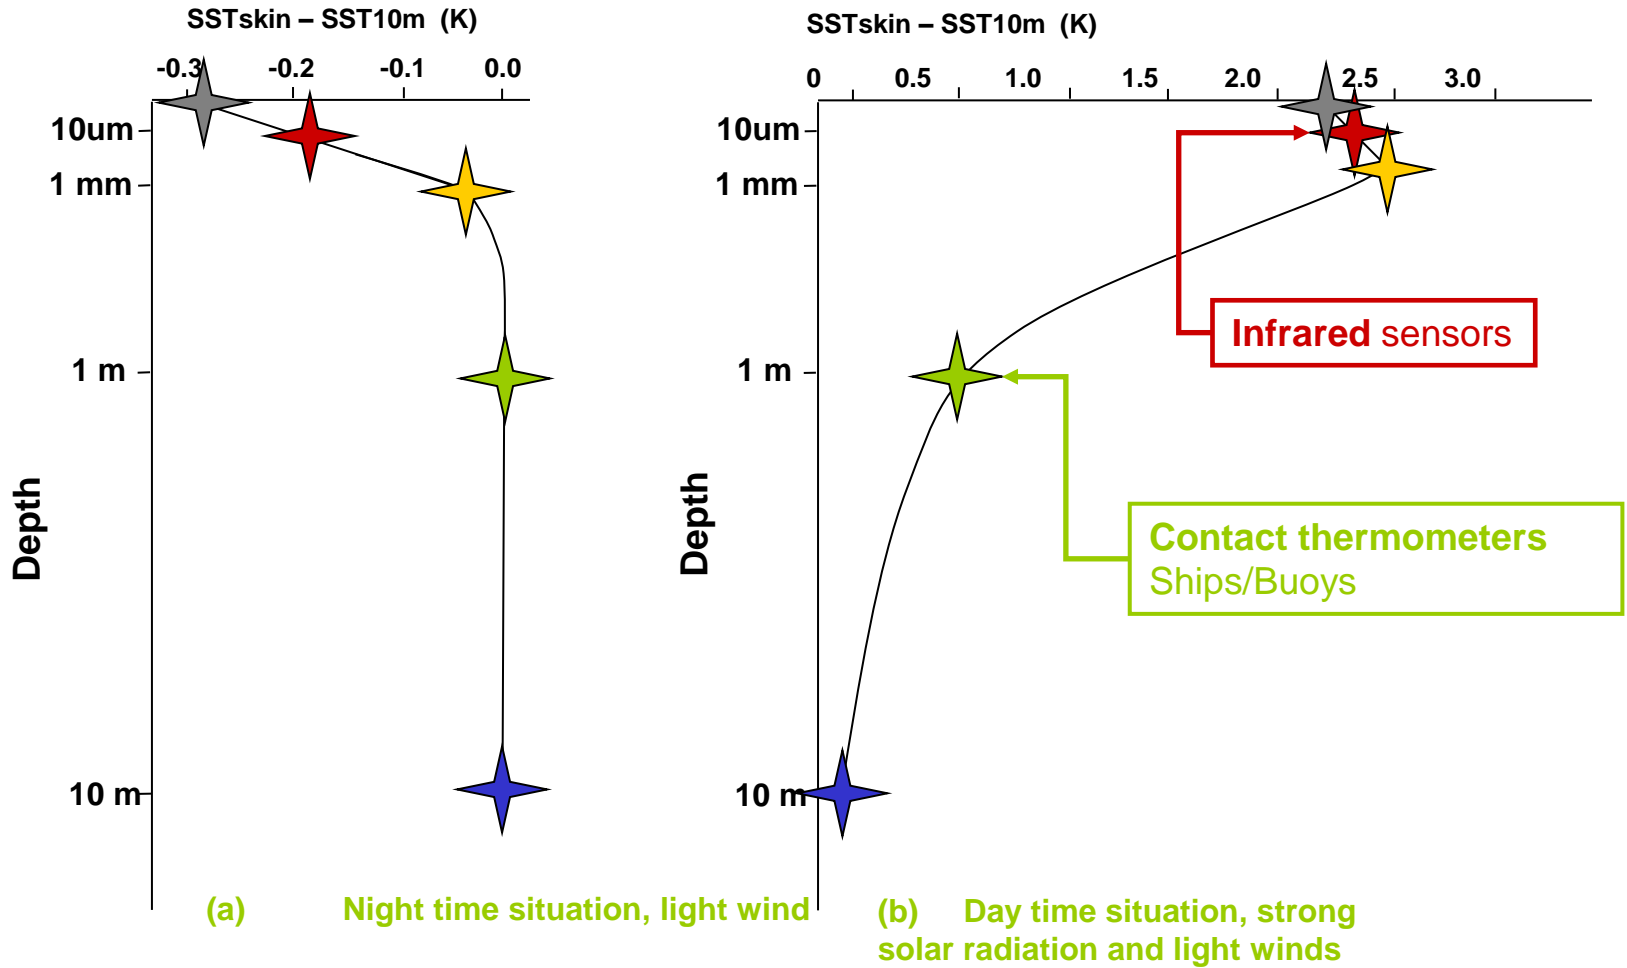 SSTskin – SST10m (K)
-0.3 -0.2 -0.1 0.0
10um
1 mm
1 m
Depth
10 m
(a) Night time situation, light wind
SSTskin – SST10m (K)
0 0.5 1.0 1.5 2.0 2.5 3.0
10um
1 mm
Infrared sensors
1 m
Depth
Contact thermometers
Ships/Buoys
10 m
(b) Day time situation, strong
solar radiation and light winds